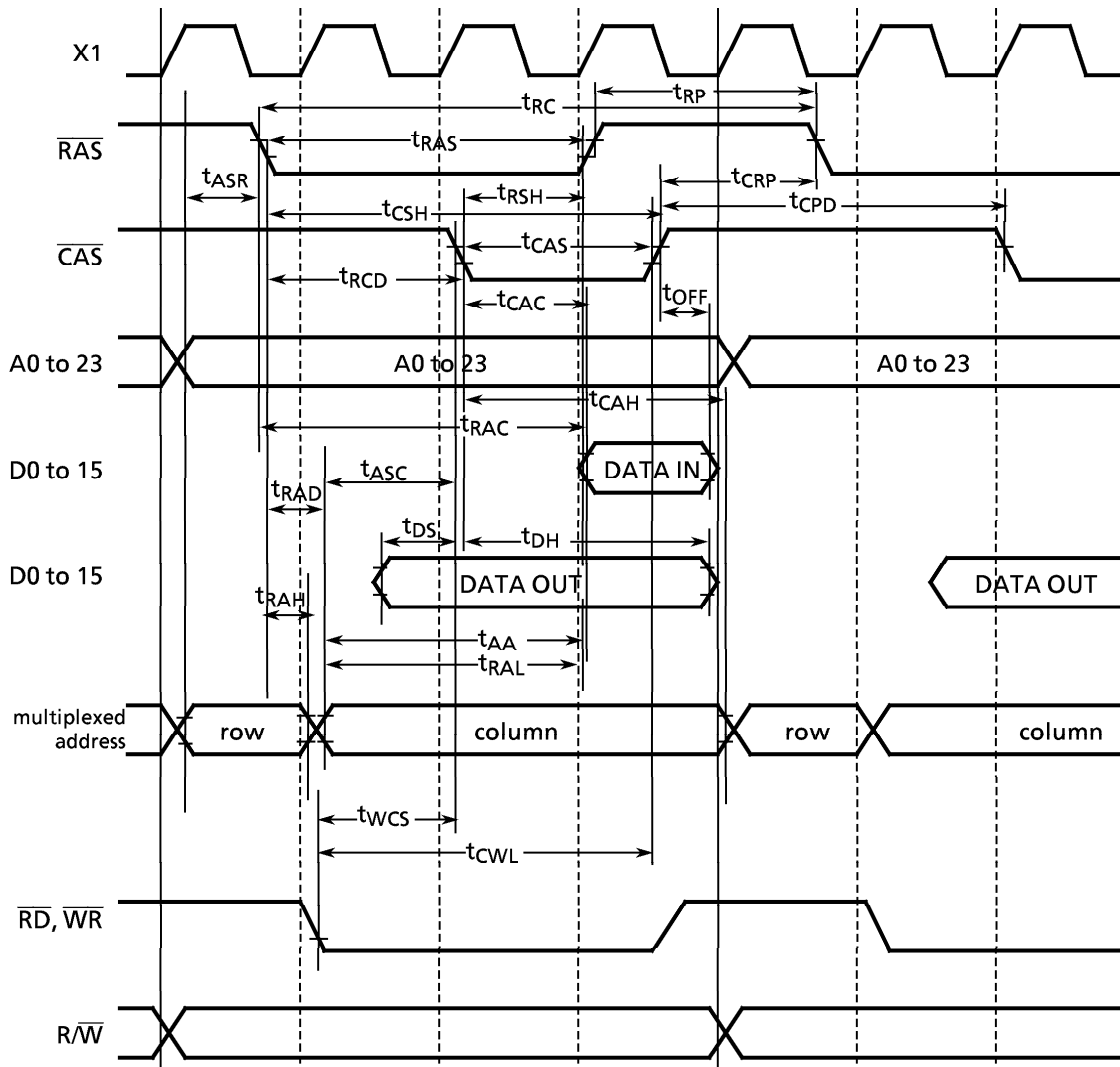 X1
tRP
tRC
RAS
tRAS
tASR
tCRP
tRSH
tCPD
tCSH
CAS
tCAS
tRCD
tOFF
tCAC
A0 to 23
A0 to 23
A0 to 23
tCAH
tRAC
D0 to 15
DATA IN
tASC
tRAD
tDS
tDH
D0 to 15
DATA OUT
DATA OUT
tRAH
tAA
tRAL
multiplexed
address
row
column
row
column
tWCS
tCWL
RD, WR
R/W